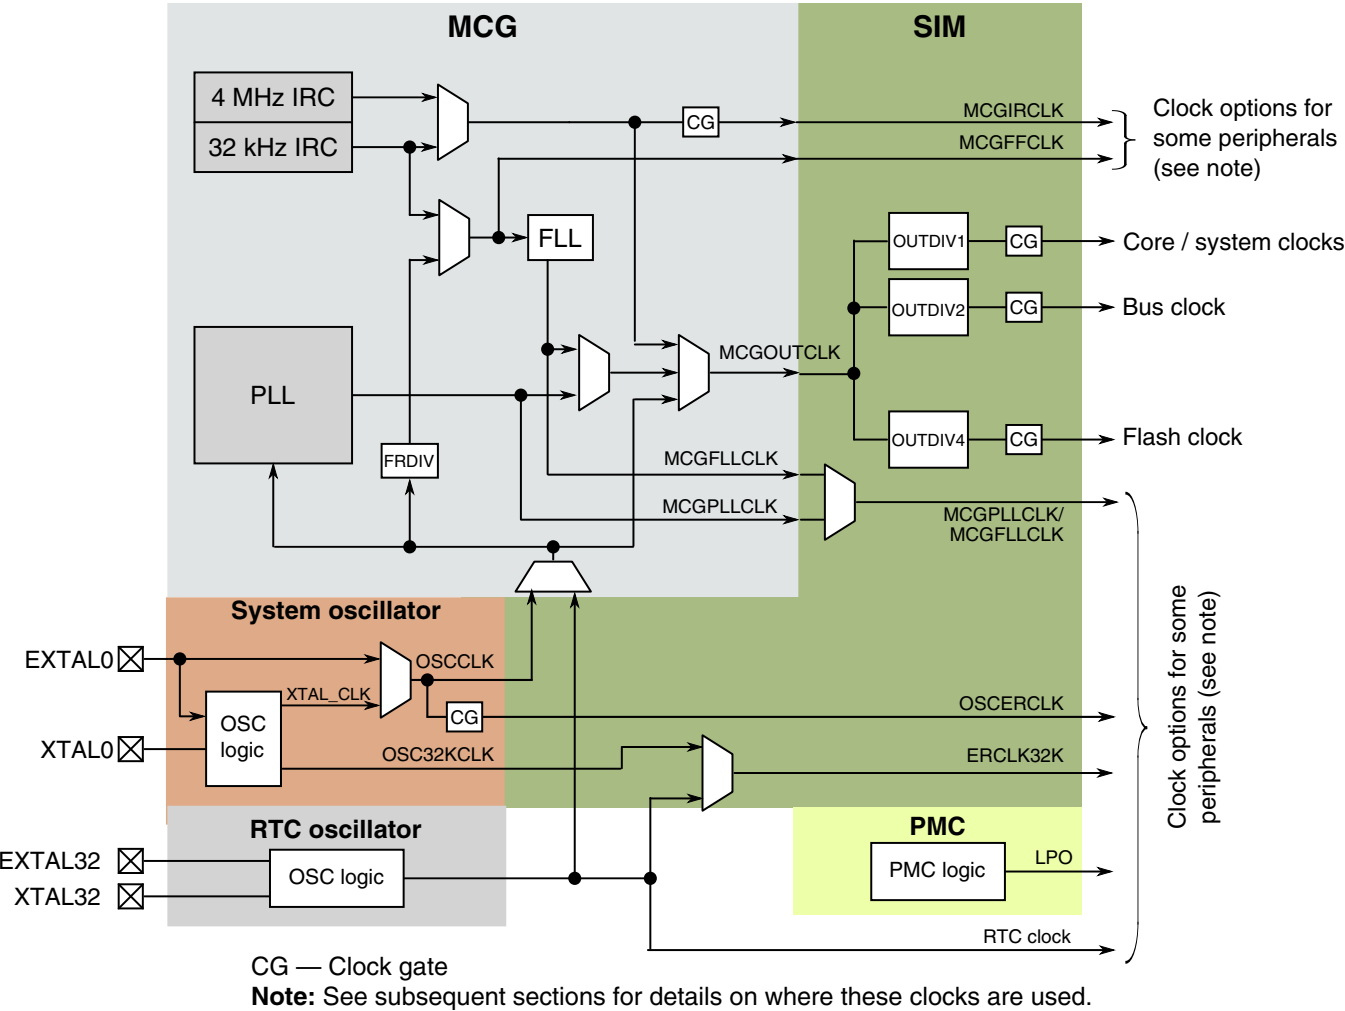 MCG
SIM
4 MHz IRC
32 kHz IRC
CG
MCGIRCLK
MCGFFCLK
Clock options for
some peripherals
(see note)
FLL
OUTDIV1
CG
Core / system clocks
OUTDIV2
CG
Bus clock
PLL
MCGOUTCLK
OUTDIV4
CG
Flash clock
FRDIV
MCGFLLCLK
MCGPLLCLK
MCGPLLCLK/
MCGFLLCLK
System oscillator
EXTAL0
OSCCLK
XTAL_CLK
OSC
logic
CG
OSCERCLK
XTAL0
OSC32KCLK
ERCLK32K
Clock options for some
peripherals (see note)
RTC oscillator
PMC
EXTAL32
XTAL32
OSC logic
PMC logic
LPO
RTC clock
CG — Clock gate
Note: See subsequent sections for details on where these clocks are used.